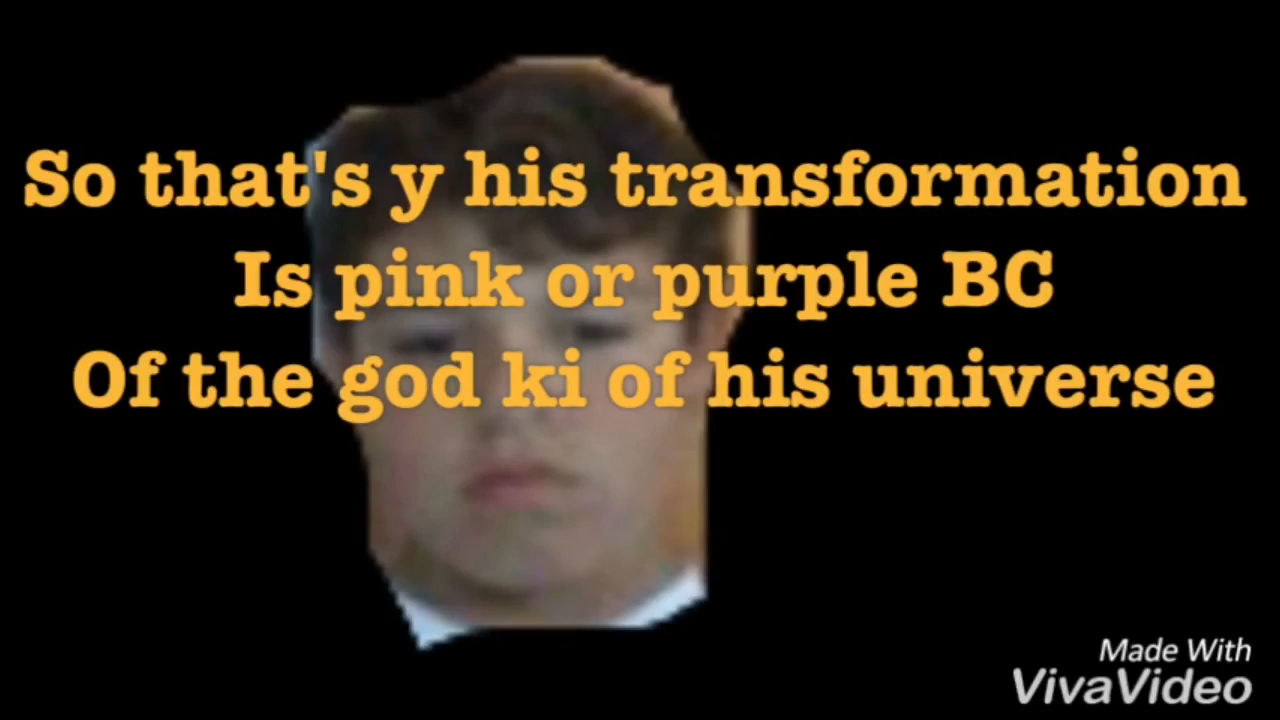 So that's y his transformation
Is pink or purple BC
Of the god ki of his universe
Made With
VivaVideo